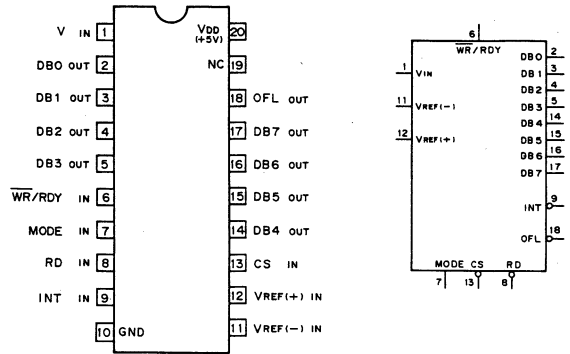 V IN 1
DB0 OUT 2
DB1 OUT 3
DB2 OUT 4
DB3 OUT 5
WR/RDY IN 6
MODE IN 7
RD IN 8
INT IN 9
10 GND
VDD 20
(+5V)
NC 19
18 OFL OUT
17 DB7 OUT
16 DB6 OUT
15 DB5 OUT
14 DB4 OUT
13 CS IN
12 VREF(+) IN
11 VREF(-) IN
6
WR/RDY
1 VIN
11 VREF(-)
12 VREF(+)
DB0 2
DB1 3
DB2 4
DB3 5
DB4 14
DB5 15
DB6 16
DB7 17
INT 9
OFL 18
MODE CS RD
7 13 8